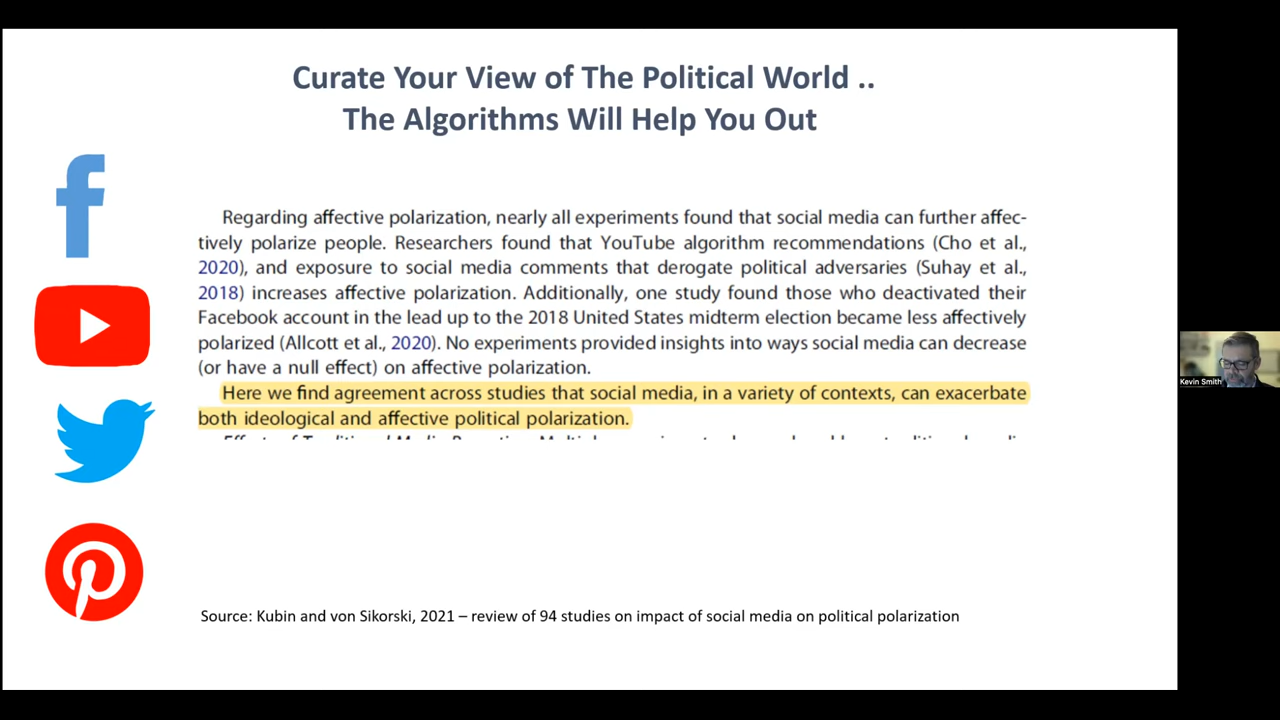 Curate Your View of The Political World ..
The Algorithms Will Help You Out
Regarding affective polarization, nearly all experiments found that social media can further affec-
tively polarize people. Researchers found that YouTube algorithm recommendations (Cho et al.,
2020), and exposure to social media comments that derogate political adversaries (Suhay et al.,
2018) increases affective polarization. Additionally, one study found those who deactivated their
Facebook account in the lead up to the 2018 United States midterm election became less affectively
polarized (Allcott et al., 2020). No experiments provided insights into ways social media can decrease
(or have a null effect) on affective polarization.
Here we find agreement across studies that social media, in a variety of contexts, can exacerbate
both ideological and affective political polarization.
Kevin Smith
Source: Kubin and von Sikorski, 2021 – review of 94 studies on impact of social media on political polarization